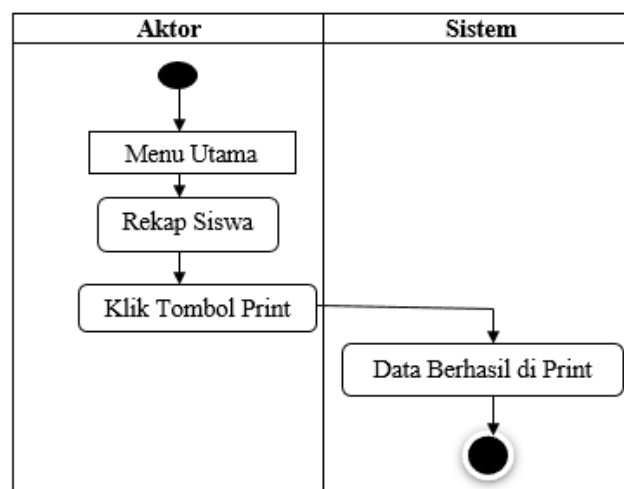 Aktor
Sistem
Menu Utama
Rekap Siswa
Klik Tombol Print
Data Berhasil di Print